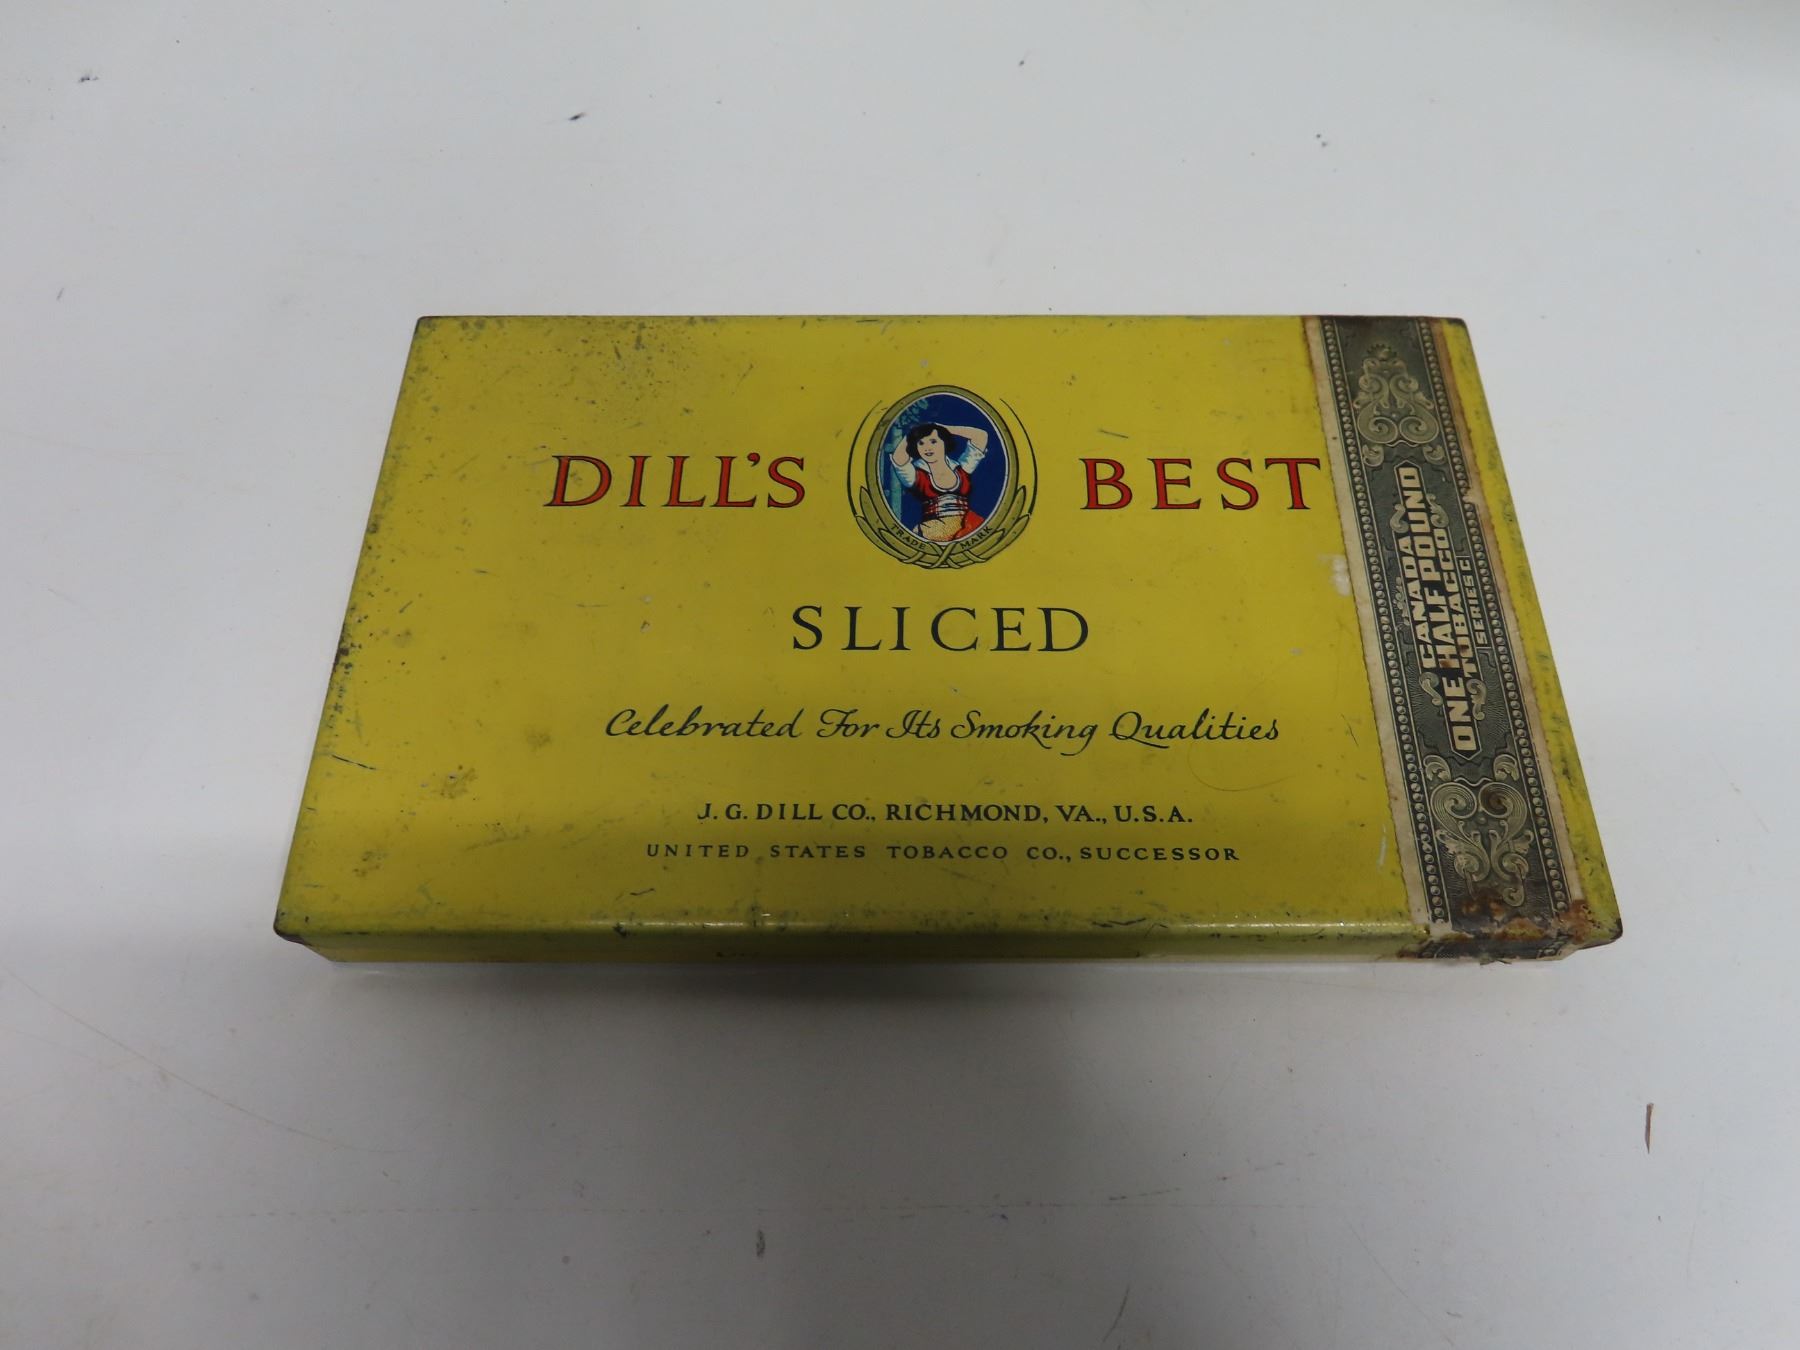 DILL'S BEST
TRADE MARK
SLICED
Celebrated For Its Smoking Qualities
J. G. DILL CO., RICHMOND, VA., U.S.A.
UNITED STATES TOBACCO CO., SUCCESSOR
CANADA
ONE HALF POUND
TOBACCO
SERIES C